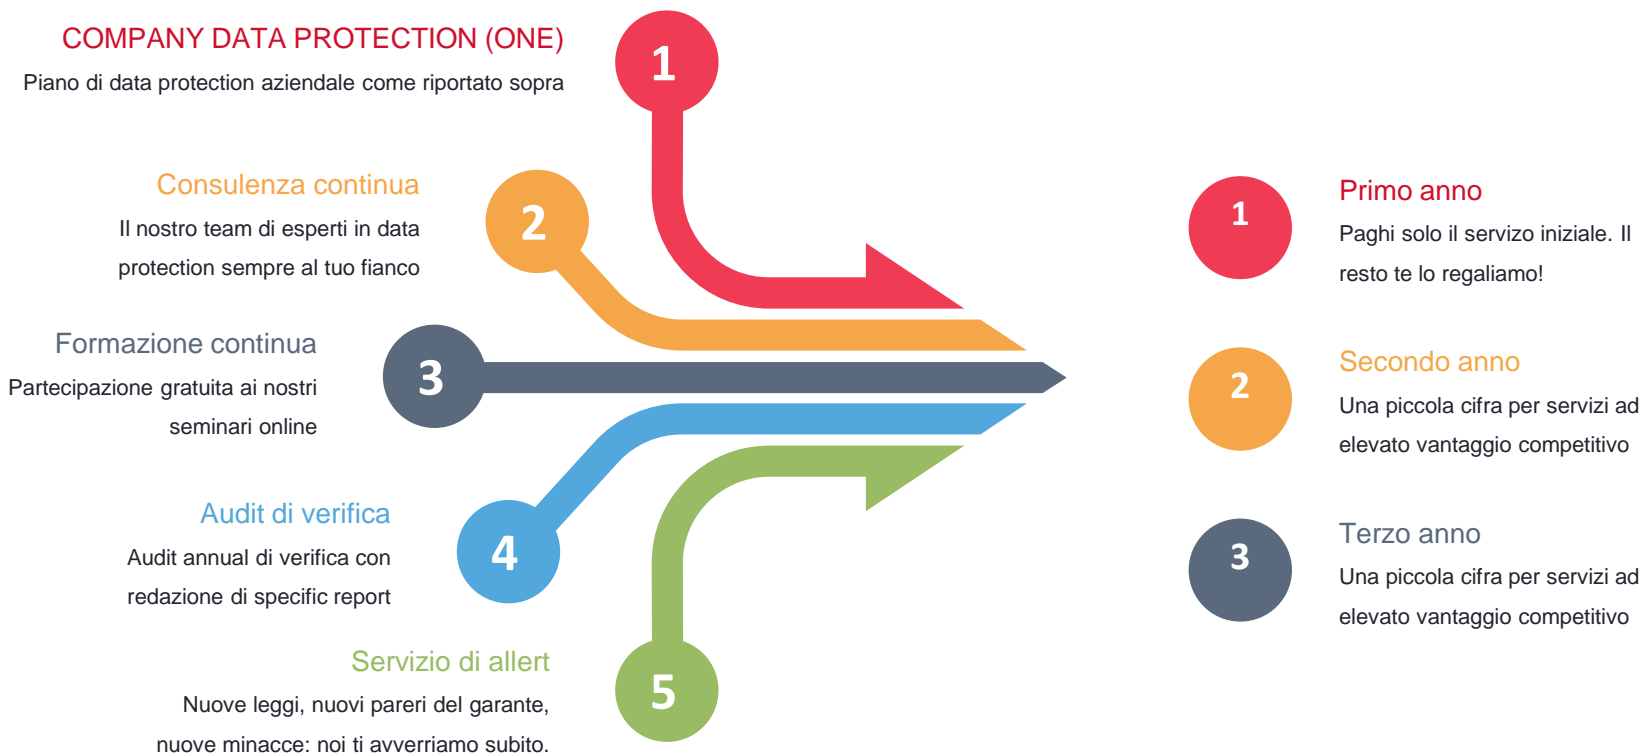 COMPANY DATA PROTECTION (ONE)
Piano di data protection aziendale come riportato sopra
1
Consulenza continua
Il nostro team di esperti in data
protection sempre al tuo fianco
2
Formazione continua
Partecipazione gratuita ai nostri
seminari online
3
Audit di verifica
Audit annual di verifica con
redazione di specific report
4
Servizio di allert
Nuove leggi, nuovi pareri del garante,
nuove minacce: noi ti avverriamo subito.
5
1
Primo anno
Paghi solo il servizo iniziale. Il
resto te lo regaliamo!
2
Secondo anno
Una piccola cifra per servizi ad
elevato vantaggio competitivo
3
Terzo anno
Una piccola cifra per servizi ad
elevato vantaggio competitivo